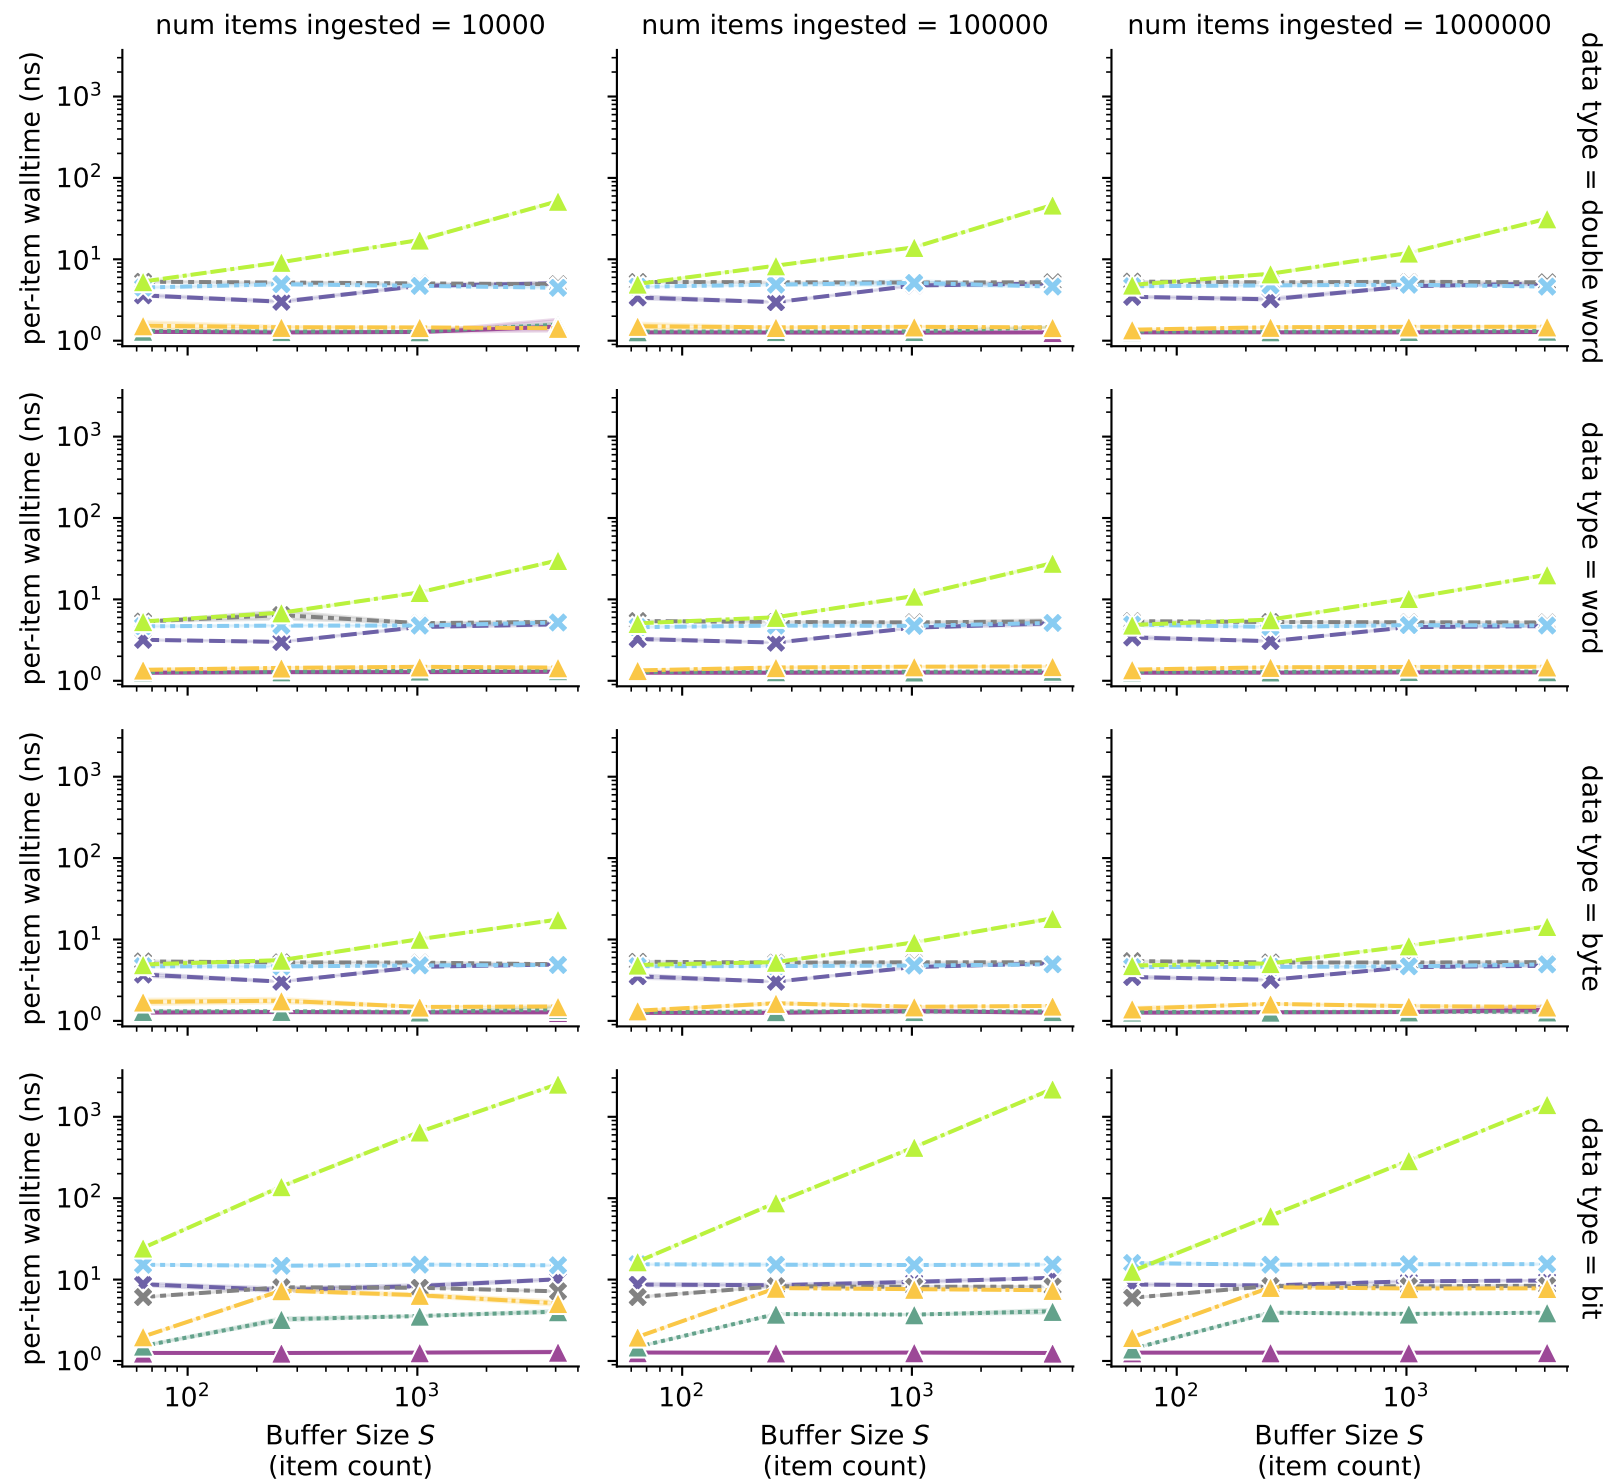 num items ingested = 10000
num items ingested = 100000
num items ingested = 1000000
per-item walltime (ns)
10³
10²
10¹
10⁰
data type = double word
per-item walltime (ns)
10³
10²
10¹
10⁰
data type = word
per-item walltime (ns)
10³
10²
10¹
10⁰
data type = byte
per-item walltime (ns)
10³
10²
10¹
10⁰
data type = bit
10²
10³
10²
10³
10²
10³
Buffer Size S
(item count)
Buffer Size S
(item count)
Buffer Size S
(item count)